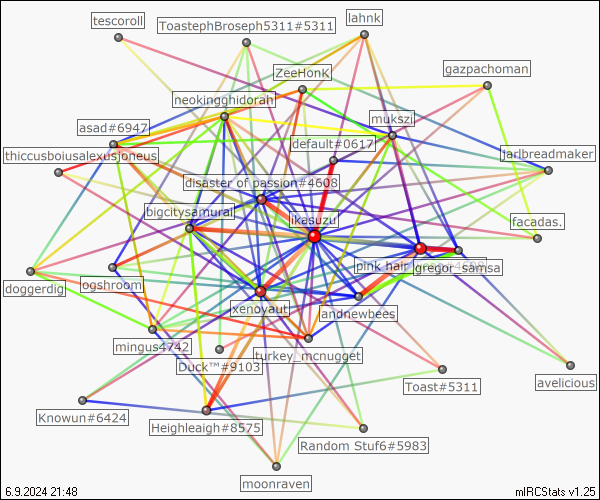 tescoroll
ToastephBroseph5311#5311
lahnk
ZeeHonk
gazpachoman
neokingghidorah
mukszi
asad#6947
default#0617
thiccusboiusalexusjoneus
jarlbreadmaker
disaster of passion#4608
bigcitysamurai
ikasuzu
facadas.
pink hair
gregor_samsa
doggerdig
ogshroom
xenoyaut
andnewbees
mingus4742
turkey_mcnugget
Duck™#9103
Toast#5311
avelicious
Knowun#6424
Heighleaigh#8575
Random Stuf6#5983
moonraven
6.9.2024 21:48
mIRCStats v1.25